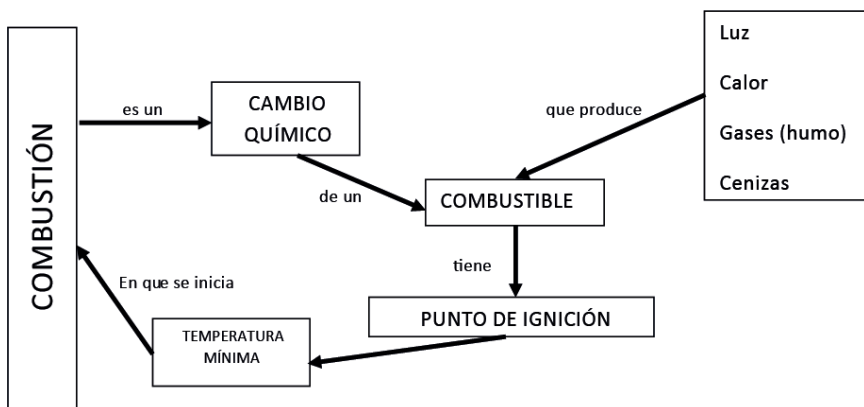 COMBUSTIÓN
es un
CAMBIO
QUÍMICO
de un
COMBUSTIBLE
que produce
Luz
Calor
Gases (humo)
Cenizas
tiene
PUNTO DE IGNICIÓN
TEMPERATURA
MÍNIMA
En que se inicia